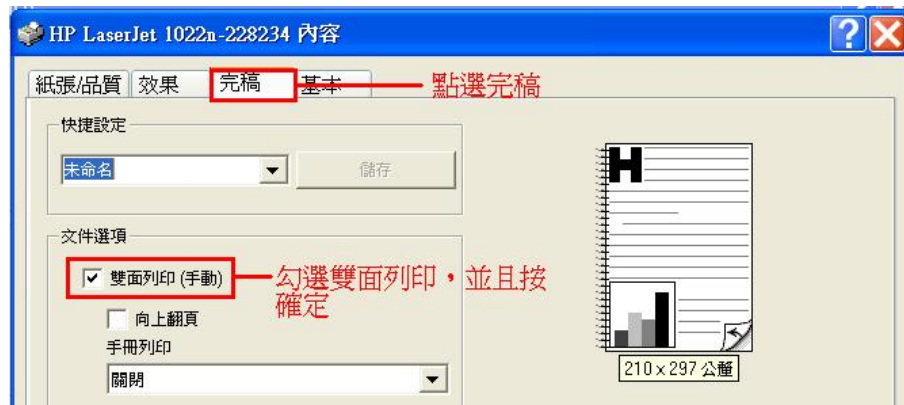 HP LaserJet 1022n-228234 內容
紙張/品質 效果 完稿 基本 點選完稿
快捷設定
未命名 儲存
文件選項
雙面列印 (手動) 勾選雙面列印，並且按
確定
向上翻頁
手冊列印
關閉
H
210 x 297 公釐